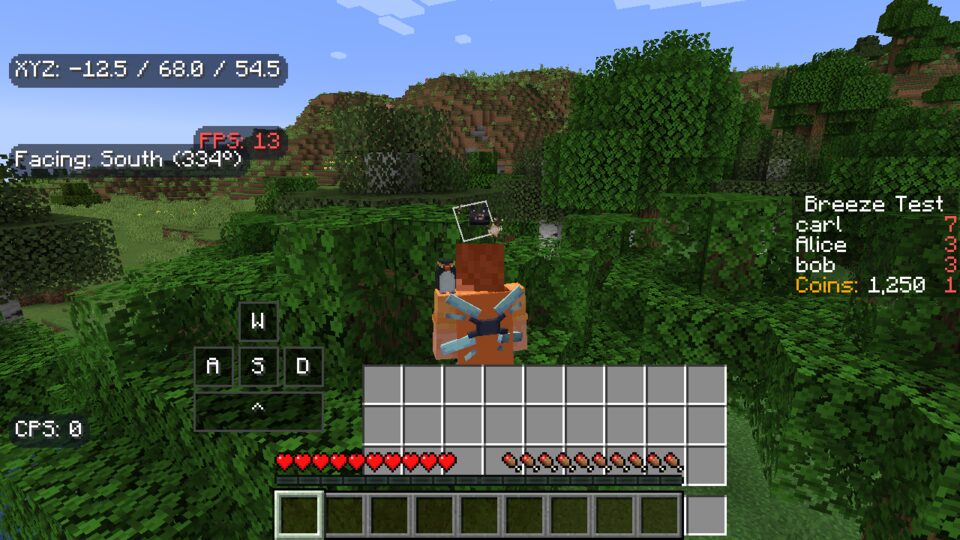 XYZ: -12.5 / 68.0 / 54.5
FPS: 13
Facing: South (334°)
Breeze Test
carl 7
Alice 3
bob 3
Coins: 1,250 1
W
A S D
^
CPS: 0